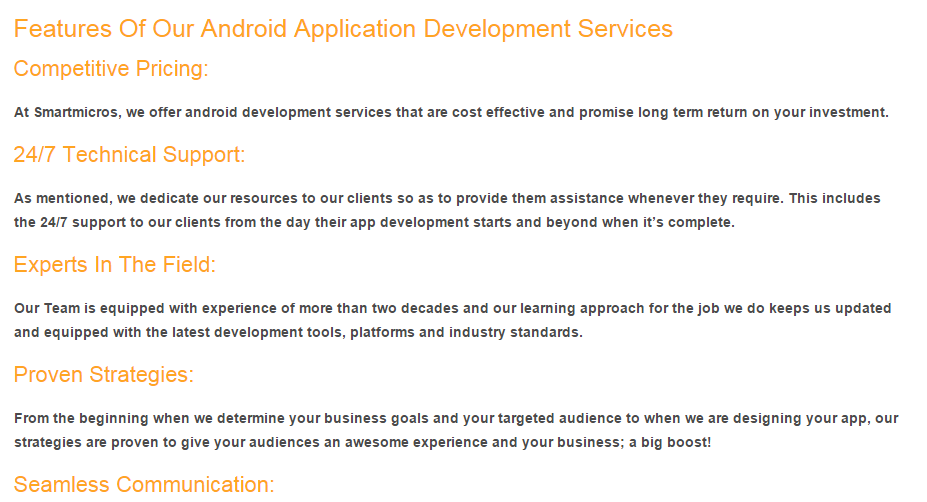 Features Of Our Android Application Development Services
Competitive Pricing:
At Smartmicros, we offer android development services that are cost effective and promise long term return on your investment.
24/7 Technical Support:
As mentioned, we dedicate our resources to our clients so as to provide them assistance whenever they require. This includes
the 24/7 support to our clients from the day their app development starts and beyond when it’s complete.
Experts In The Field:
Our Team is equipped with experience of more than two decades and our learning approach for the job we do keeps us updated
and equipped with the latest development tools, platforms and industry standards.
Proven Strategies:
From the beginning when we determine your business goals and your targeted audience to when we are designing your app, our
strategies are proven to give your audiences an awesome experience and your business; a big boost!
Seamless Communication: